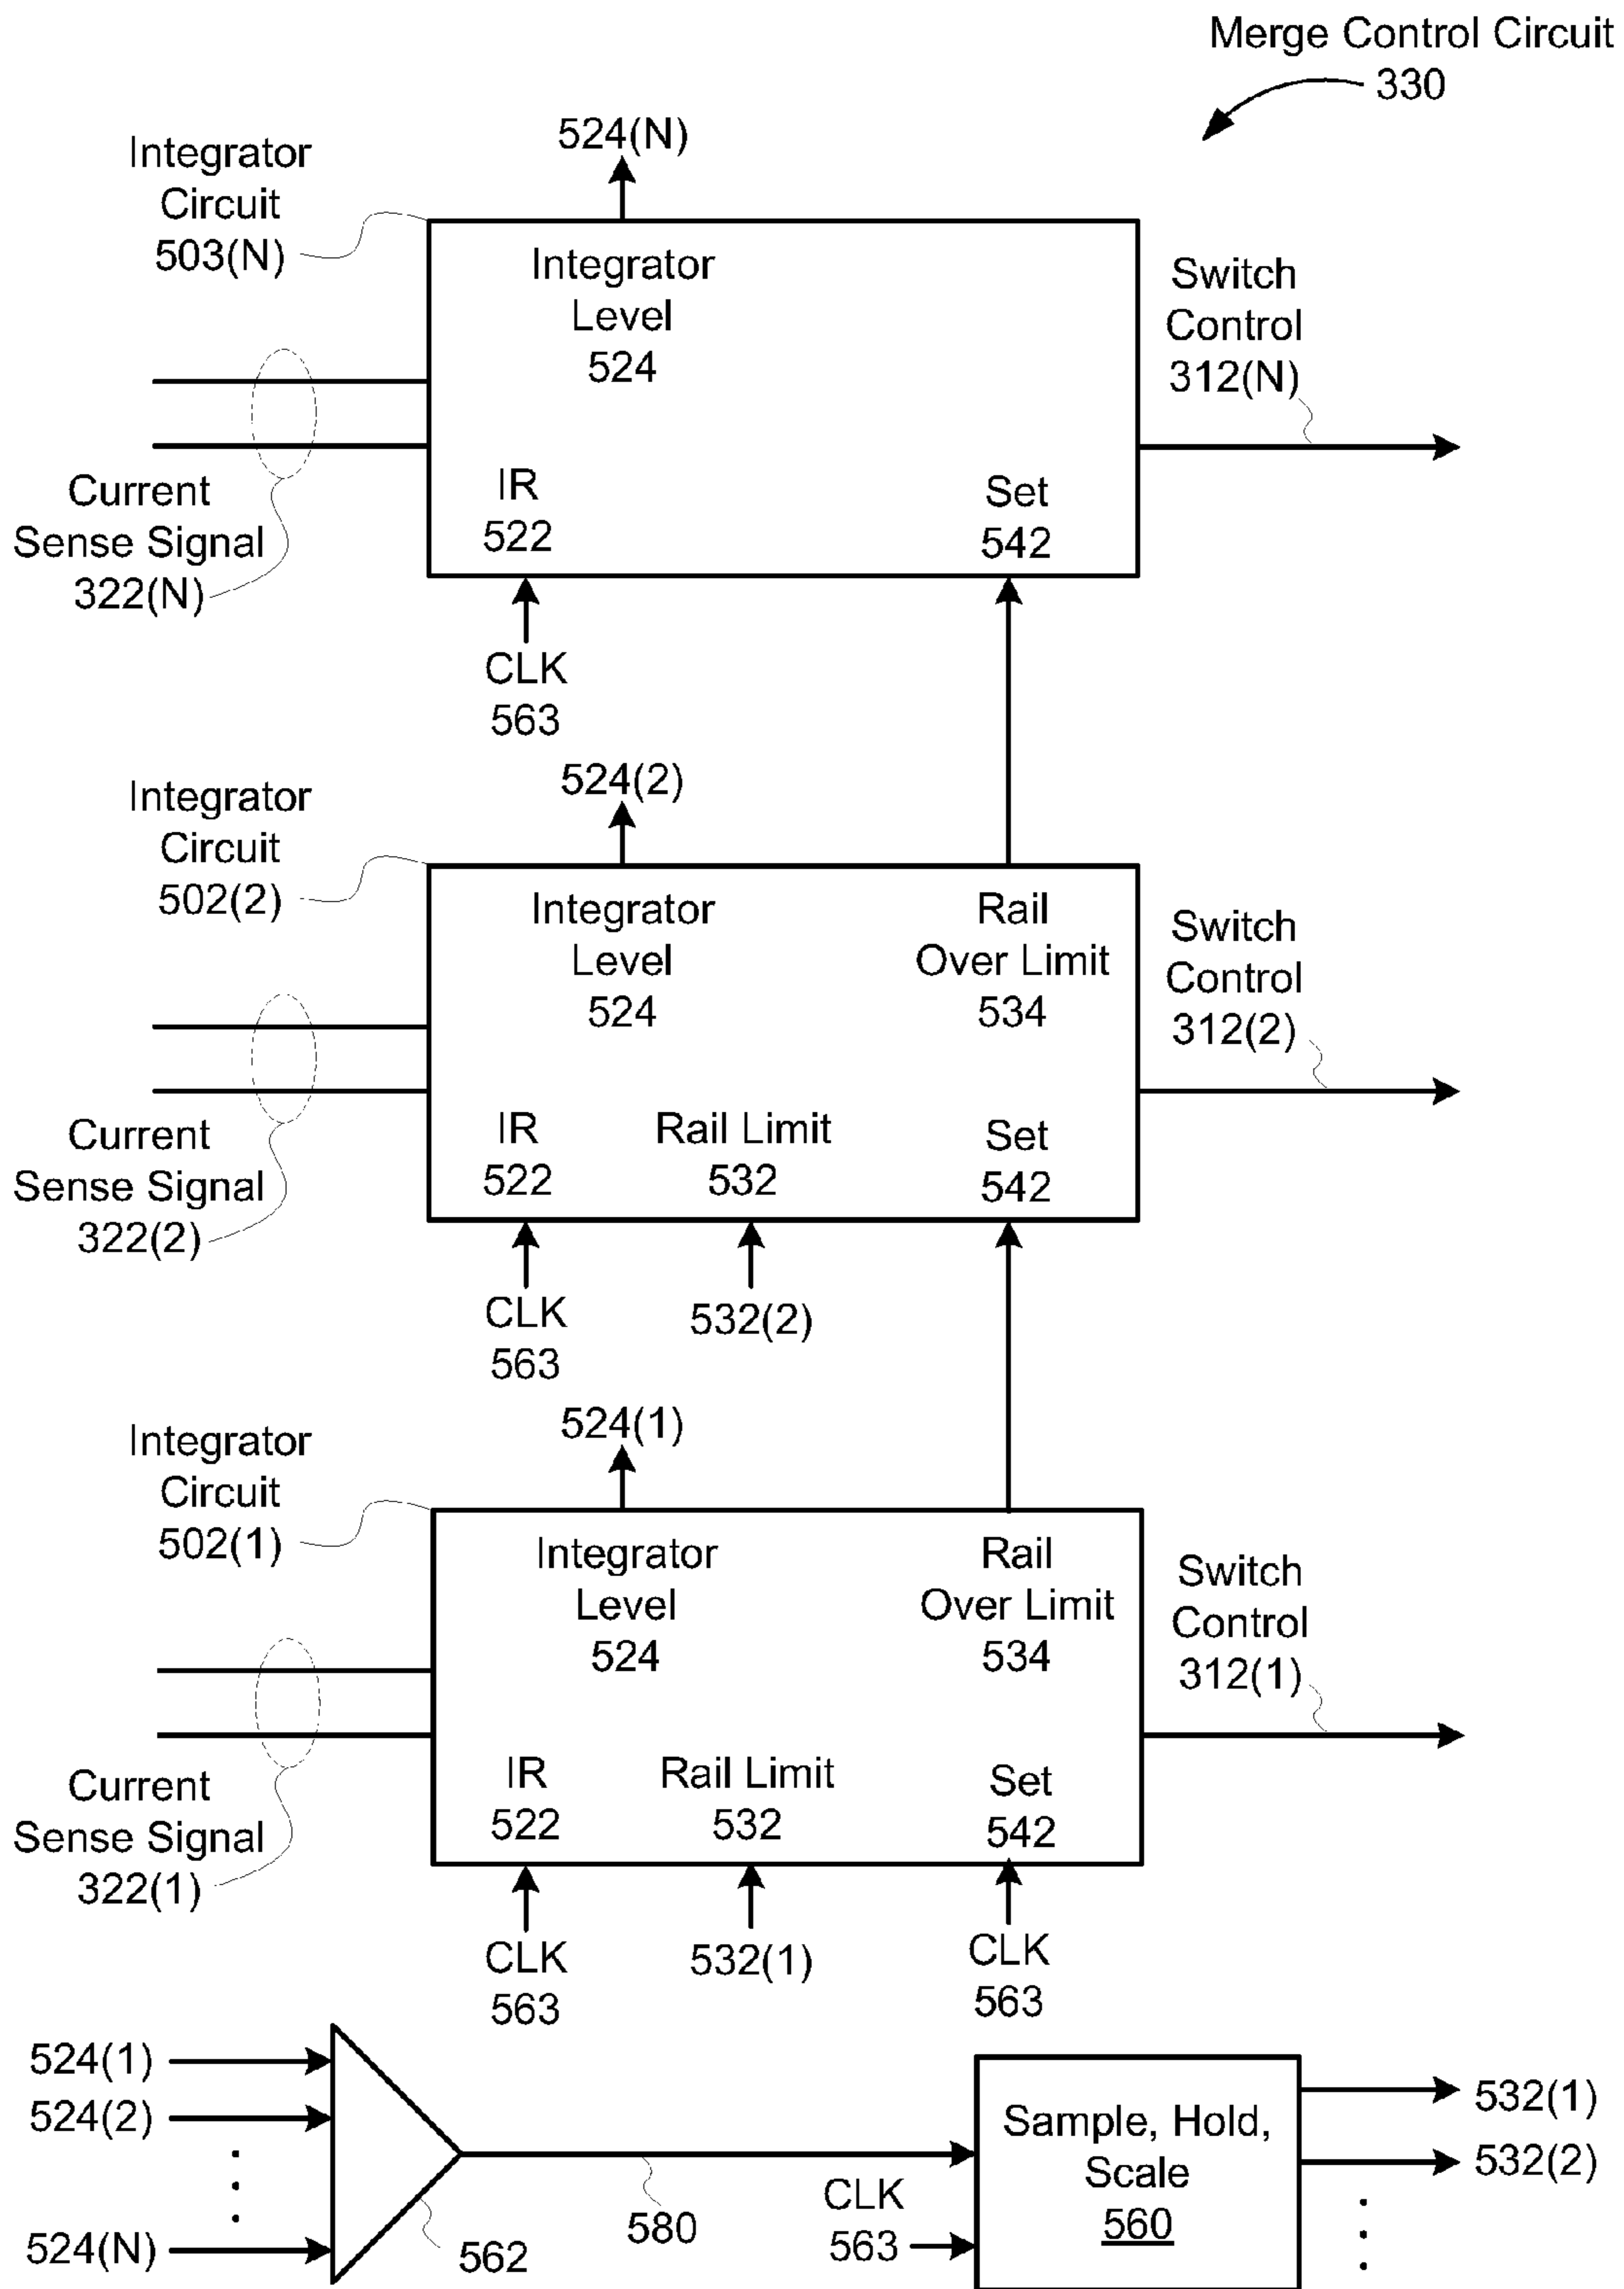 Merge Control Circuit
330
Integrator
Circuit
503(N)
524(N)
Integrator
Level
524
Switch
Control
312(N)
Current
Sense Signal
322(N)
IR
522
Set
542
CLK
563
Integrator
Circuit
502(2)
524(2)
Integrator
Level
524
Rail
Over Limit
534
Switch
Control
312(2)
Current
Sense Signal
322(2)
IR
522
Rail Limit
532
Set
542
CLK
563
532(2)
Integrator
Circuit
502(1)
524(1)
Integrator
Level
524
Rail
Over Limit
534
Switch
Control
312(1)
Current
Sense Signal
322(1)
IR
522
Rail Limit
532
Set
542
CLK
563
532(1)
CLK
563
524(1)
524(2)
524(N)
562
580
CLK
563
Sample, Hold,
Scale
560
532(1)
532(2)